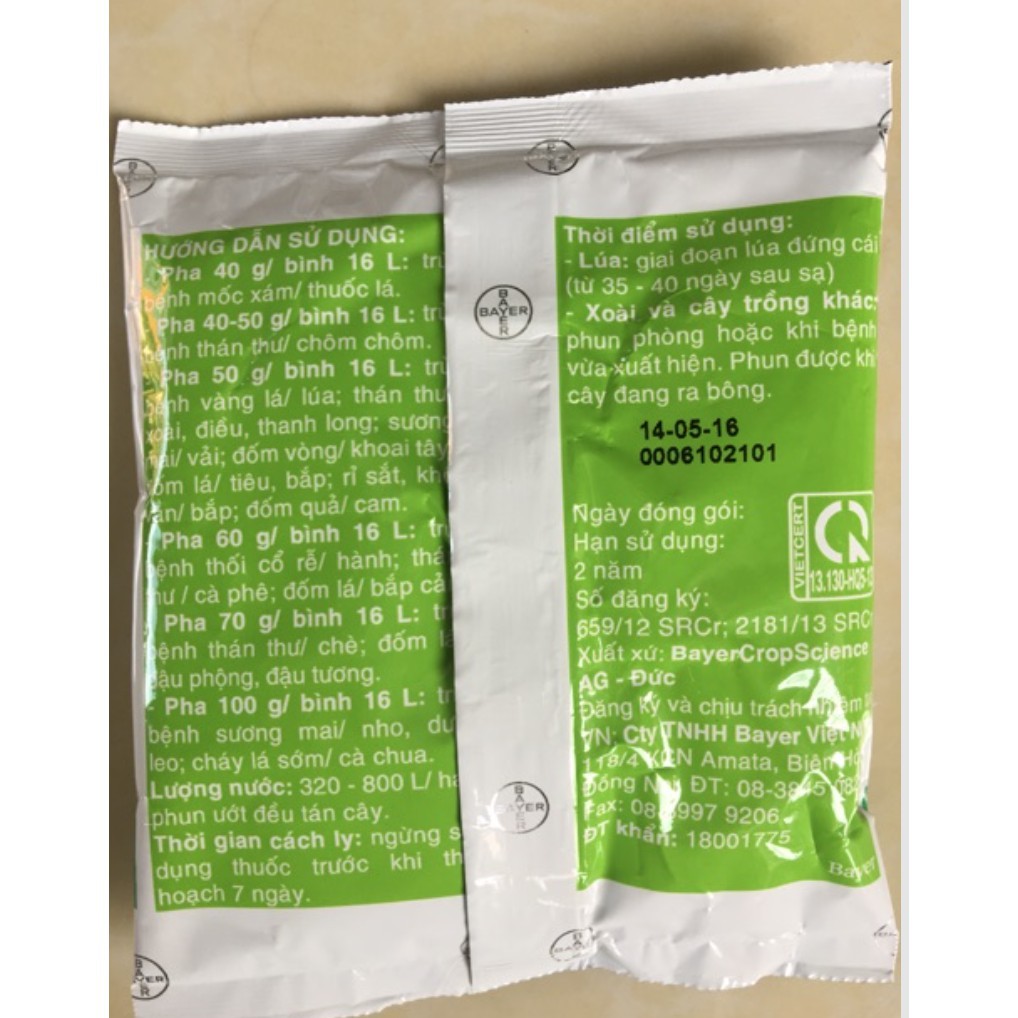 HƯỚNG DẪN SỬ DỤNG:
Pha 40 g/ bình 16 L:
bệnh mốc xám/ thuốc lá.
Pha 40-50 g/ bình 16 L:
thán thư/ chôm chôm.
Pha 50 g/ bình 16 L:
vàng lá/ lúa; thán
điều, thanh long; sương
vải; đốm vòng/ khoai tây
lá/ tiêu, bắp; rỉ sắt,
bắp; đốm quả/ cam.
Pha 60 g/ bình 16 L:
thối cổ rễ/ hành;
/ cà phê; đốm lá/ bắp
Pha 70 g/ bình 16 L:
bệnh thán thư/ chè; đốm
phộng, đậu tương.
- Pha 100 g/ bình 16 L:
bệnh sương mai/ nho,
leo; cháy lá sớm/ cà chua.
Lượng nước: 320 - 800 L/
phun ướt đều tán cây.
Thời gian cách ly: ngừng
dụng thuốc trước khi
hoạch 7 ngày.
BAYER
BAYER
Thời điểm sử dụng:
- Lúa: giai đoạn lúa đứng cái
(từ 35 - 40 ngày sau sạ)
- Xoài và cây trồng khác:
phun phòng hoặc khi bệnh
vừa xuất hiện. Phun được
cây đang ra bông.
14-05-16
0006102101
Ngày đóng gói:
Hạn sử dụng:
2 năm
Số đăng ký:
659/12 SRCr; 2181/13
Xuất xứ: BayerCropScience
AG - Đức
Đăng ký và chịu trách nhiệm
VN: Cty TNHH Bayer Việt
118/4 KCN Amata, Biên
Đồng ĐT:
Fax: 9206
ĐT khẩn: 18001775
VIETCERT
Bayer